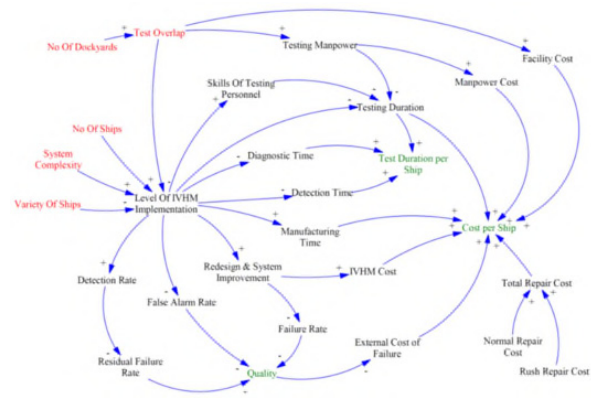 Test Overlap
No Of Dockyards
Testing Manpower
Facility Cost
Manpower Cost
Skills Of Testing
Personnel
Testing Duration
No Of Ships
System
Complexity
Diagnostic Time
Test Duration per
Ship
Variety Of Ships
Level Of IVHM
Implementation
Detection Time
Manufacturing
Time
Cost per Ship
Redesign & System
Improvement
IVHM Cost
Detection Rate
False Alarm Rate
Total Repair Cost
Failure Rate
Residual Failure
Rate
Quality
External Cost of
Failure
Normal Repair
Cost
Rush Repair Cost